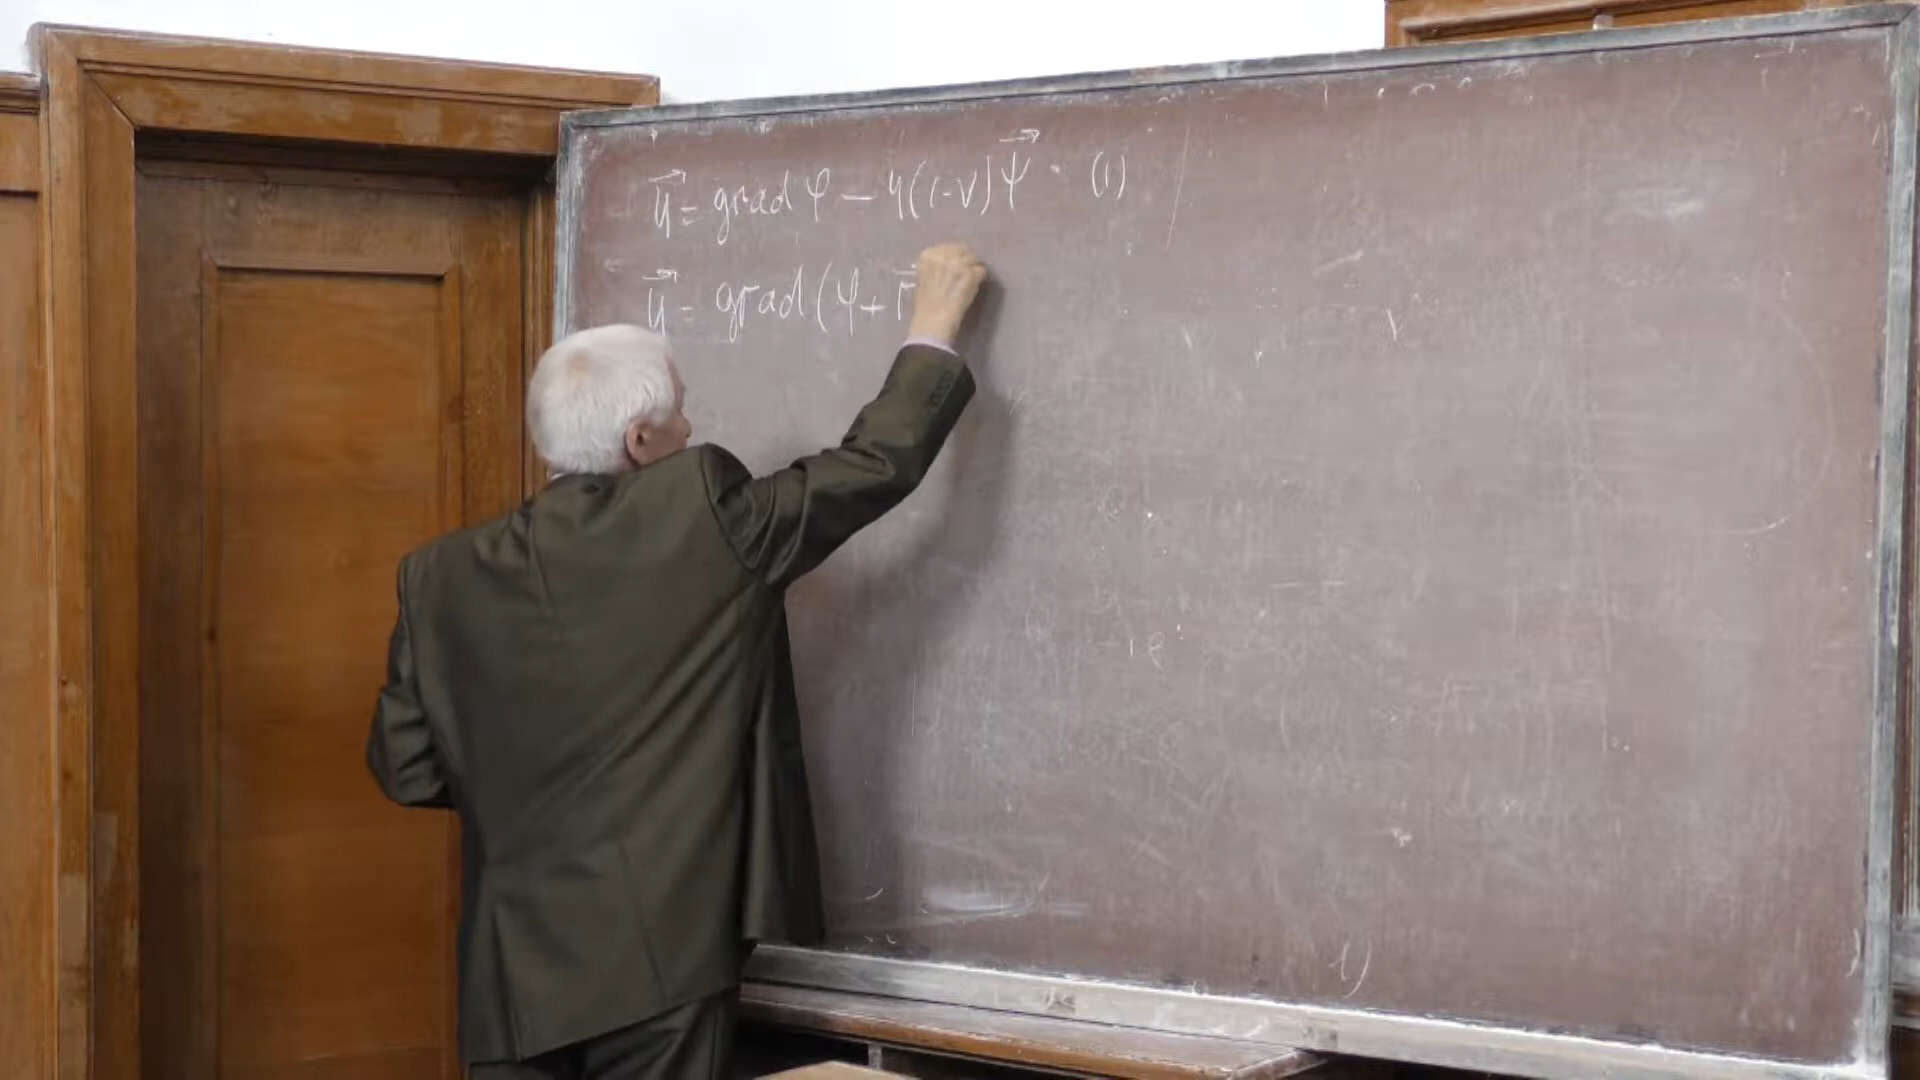 u⃗ = grad φ – 4(1-ν)ψ⃗ . (1)
u⃗ = grad(φ + r⃗